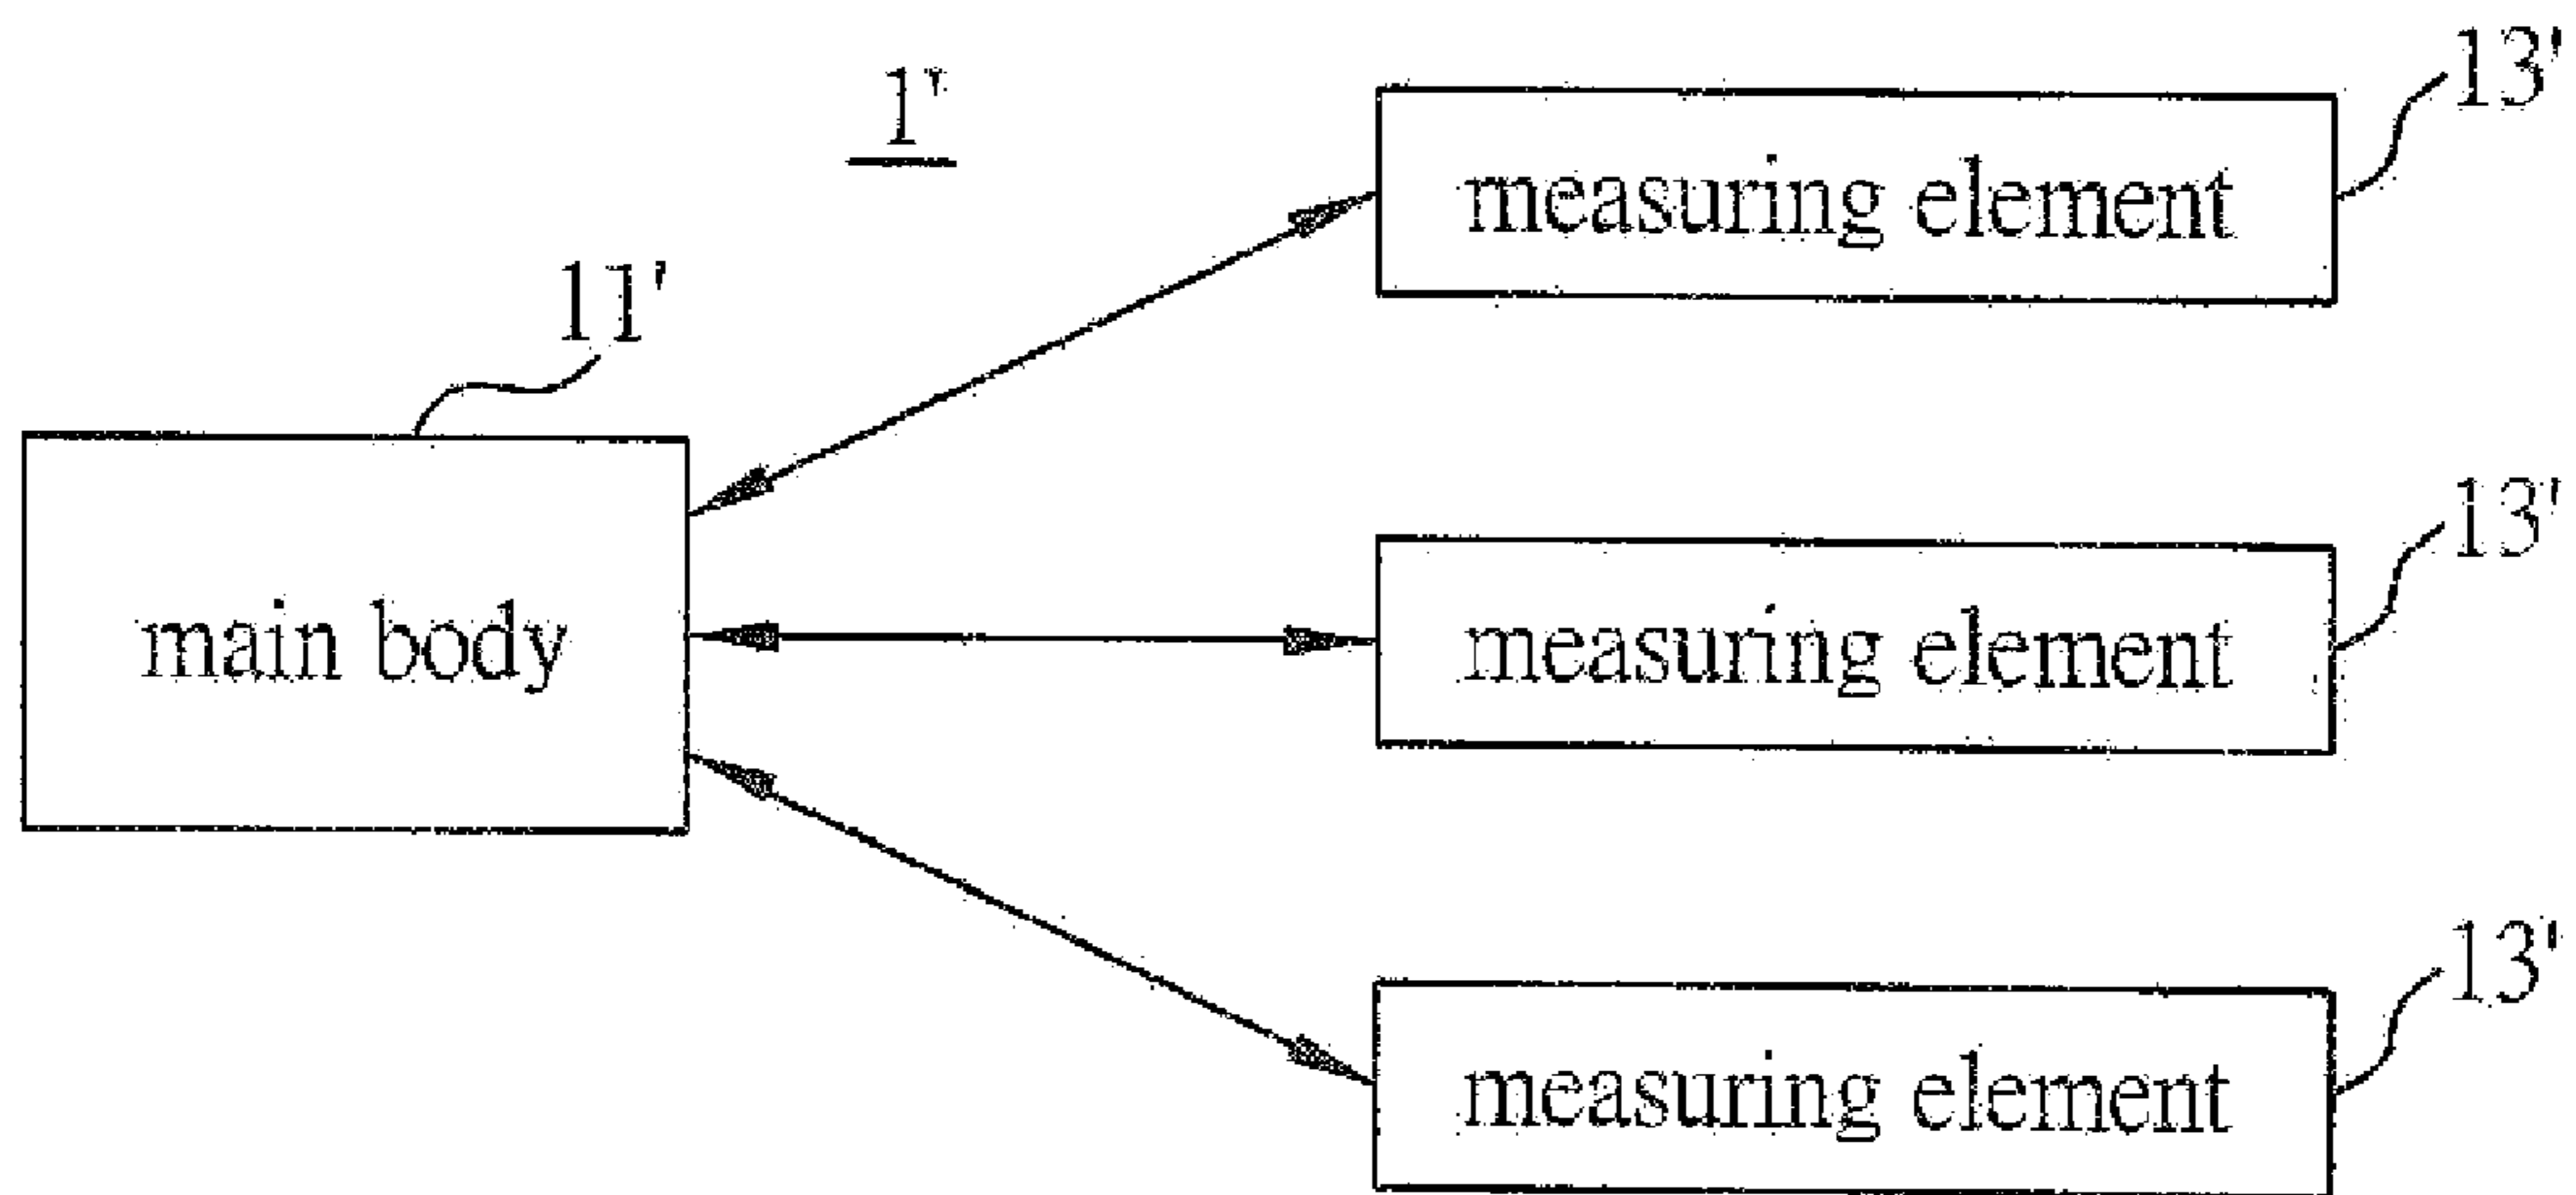 1'
13'
measuring element
11'
main body
13'
measuring element
13'
measuring element